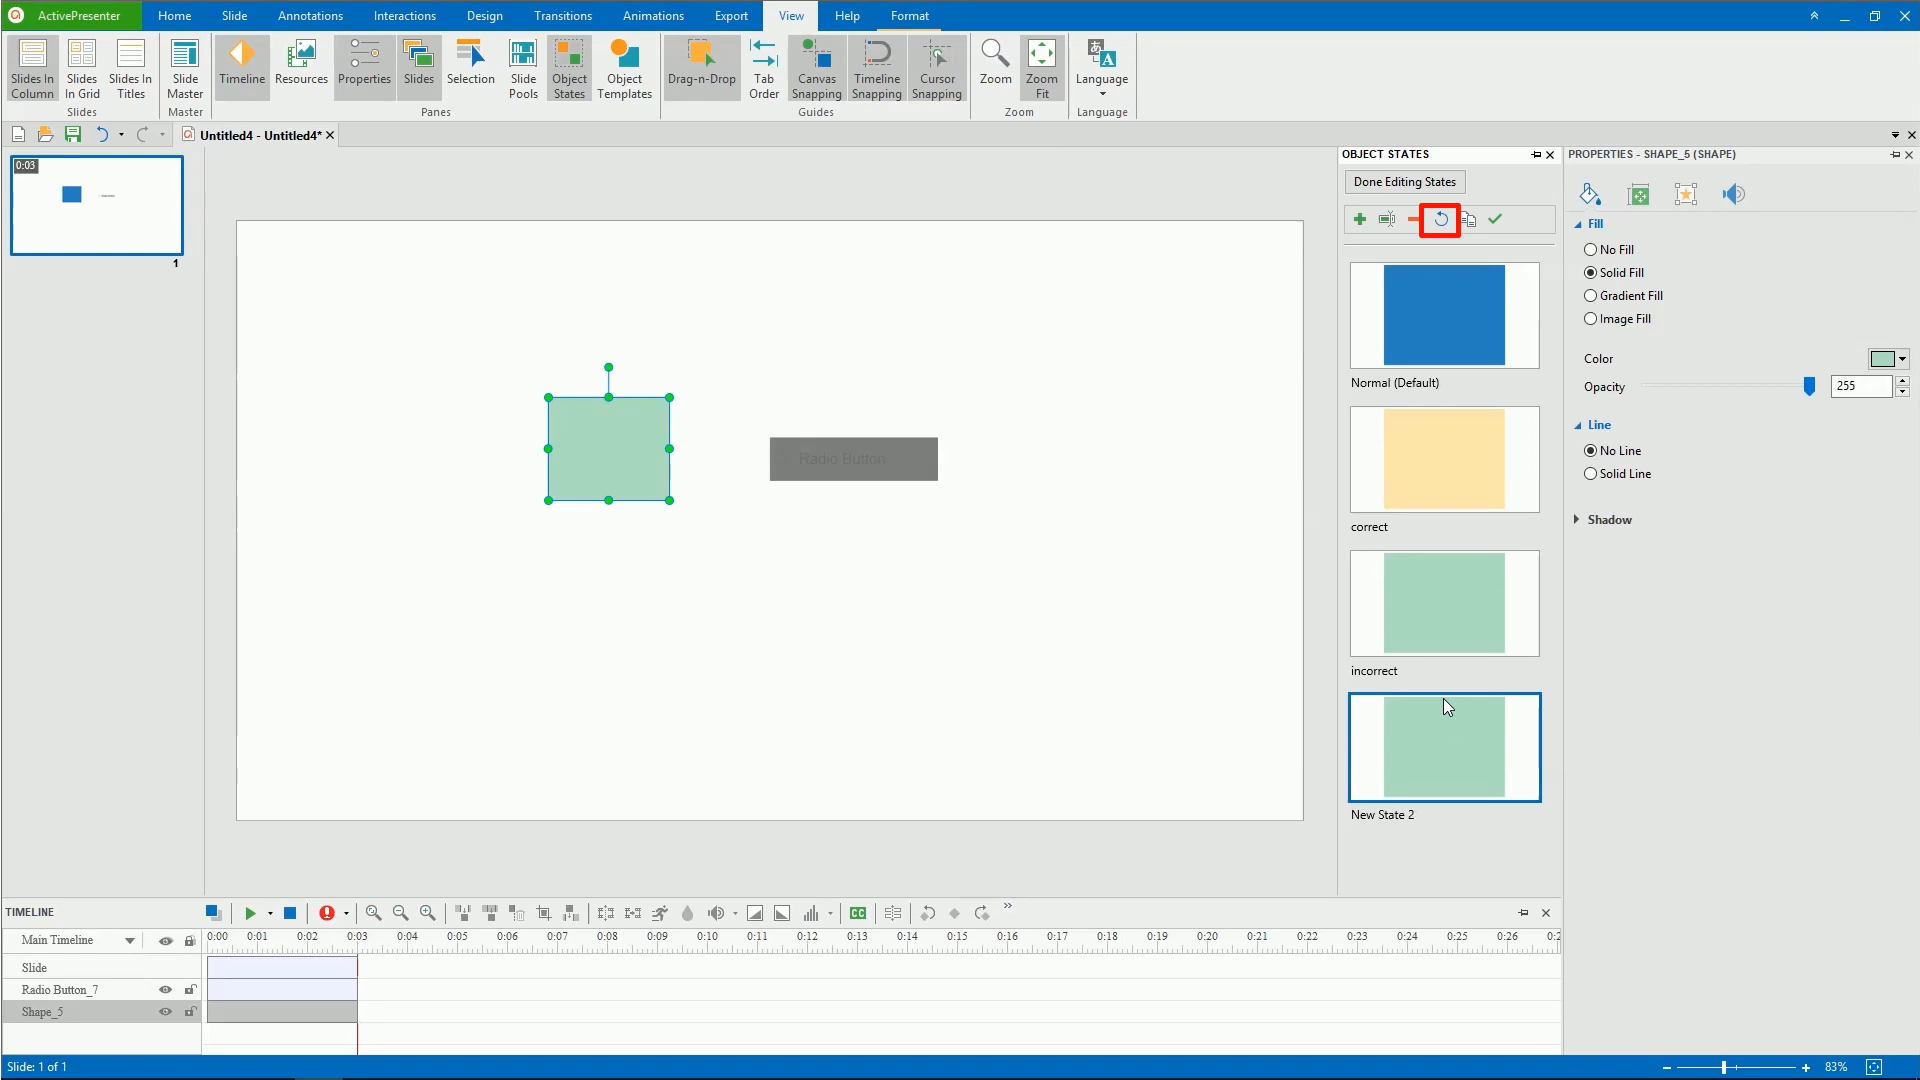 ActivePresenter Home Slide Annotations Interactions Design Transitions Animations Export View Help Format
Slides In Column
Slides In Grid
Slides In Titles
Slide Master
Timeline
Resources
Properties
Slides
Selection
Slide Pools
Object States
Object Templates
Drag-n-Drop
Tab Order
Canvas Snapping
Timeline Snapping
Cursor Snapping
Zoom
Zoom Fit
Language
Slides Master Panes Guides Zoom Language
Untitled4 - Untitled4*
0:03
1
Radio Button
OBJECT STATES
Done Editing States
Normal (Default)
correct
incorrect
New State 2
PROPERTIES - SHAPE_5 (SHAPE)
Fill
No Fill
Solid Fill
Gradient Fill
Image Fill
Color
Opacity 255
Line
No Line
Solid Line
Shadow
TIMELINE
CC
Main Timeline
0:00 0:01 0:02 0:03 0:04 0:05 0:06 0:07 0:08 0:09 0:10 0:11 0:12 0:13 0:14 0:15 0:16 0:17 0:18 0:19 0:20 0:21 0:22 0:23 0:24 0:25 0:26
Slide
Radio Button_7
Shape_5
Slide: 1 of 1
83%